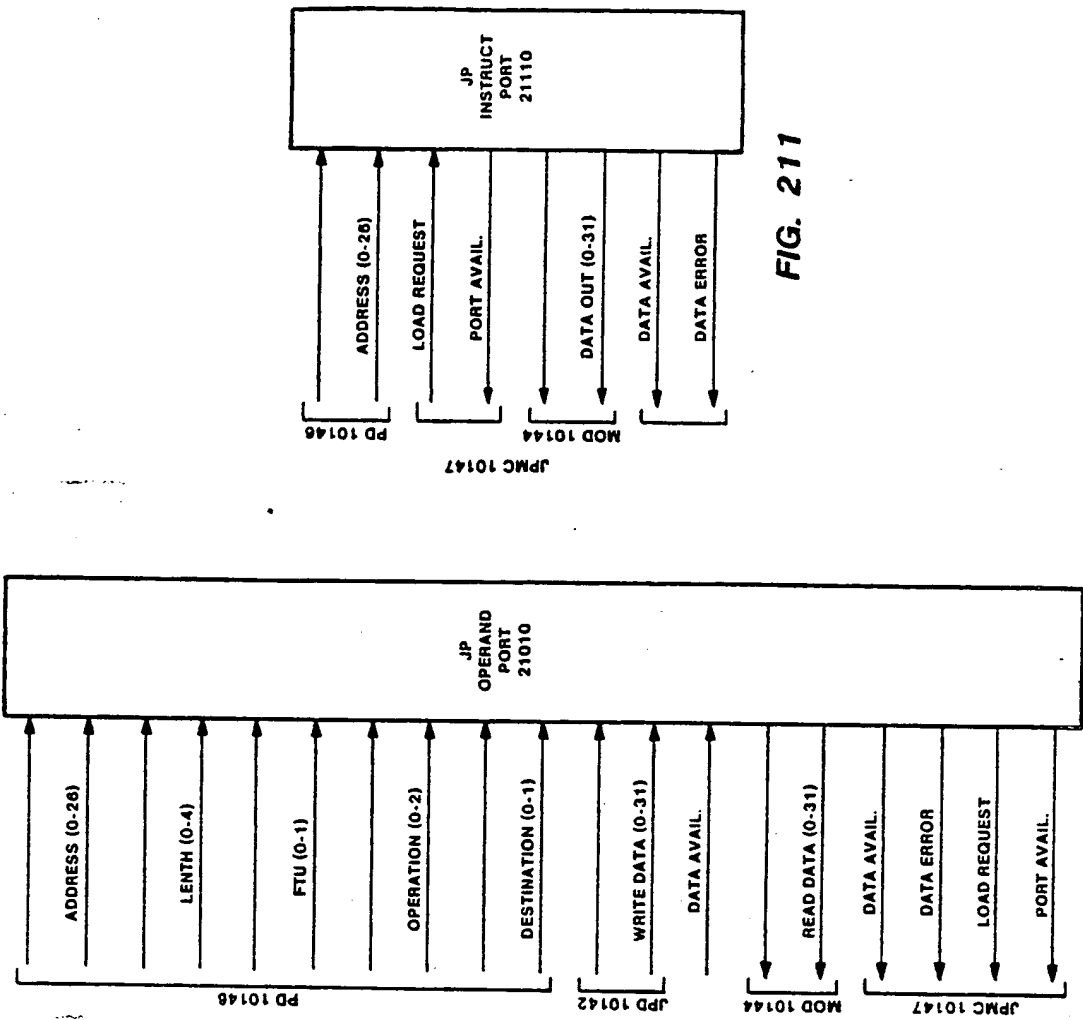 JP
OPERAND
PORT
21010
ADDRESS (0-26)
LENTH (0-4)
FTU (0-1)
OPERATION (0-2)
DESTINATION (0-1)
WRITE DATA (0-31)
DATA AVAIL.
READ DATA (0-31)
DATA AVAIL.
DATA ERROR
LOAD REQUEST
PORT AVAIL.
PD 10146
JPD 10142
MOD 10144
JPMC 10147
JP
INSTRUCT
PORT
21110
ADDRESS (0-26)
LOAD REQUEST
PORT AVAIL.
DATA OUT (0-31)
DATA AVAIL.
DATA ERROR
PD 10146
MOD 10144
JPMC 10147
FIG. 211